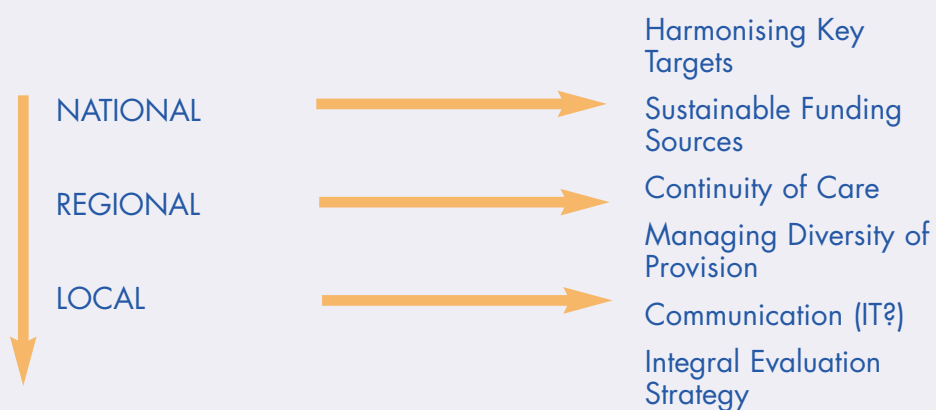 Harmonising Key
Targets
NATIONAL
Sustainable Funding
Sources
REGIONAL
Continuity of Care
Managing Diversity of
Provision
LOCAL
Communication (IT?)
Integral Evaluation
Strategy